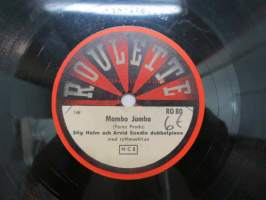 ROULETTE
Mambo Jambo
(Perez Prado)
RO 80
6€
Stig Holm och Arvid Sundin dubbelpiano
med rytmsektion
NCB